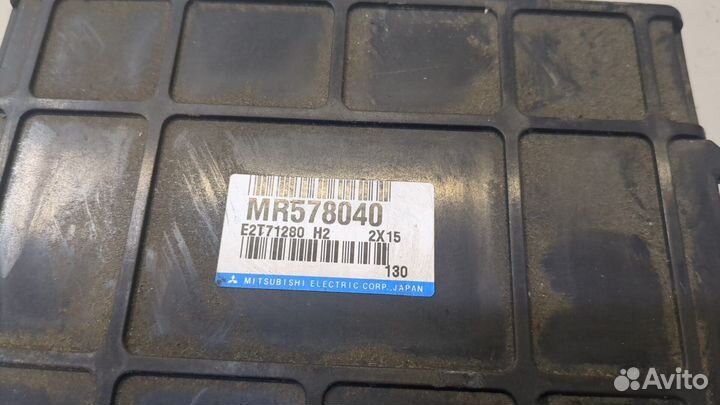 MR578040
E2T71280 H2 2X15
130
MITSUBISHI ELECTRIC CORP., JAPAN
Avito